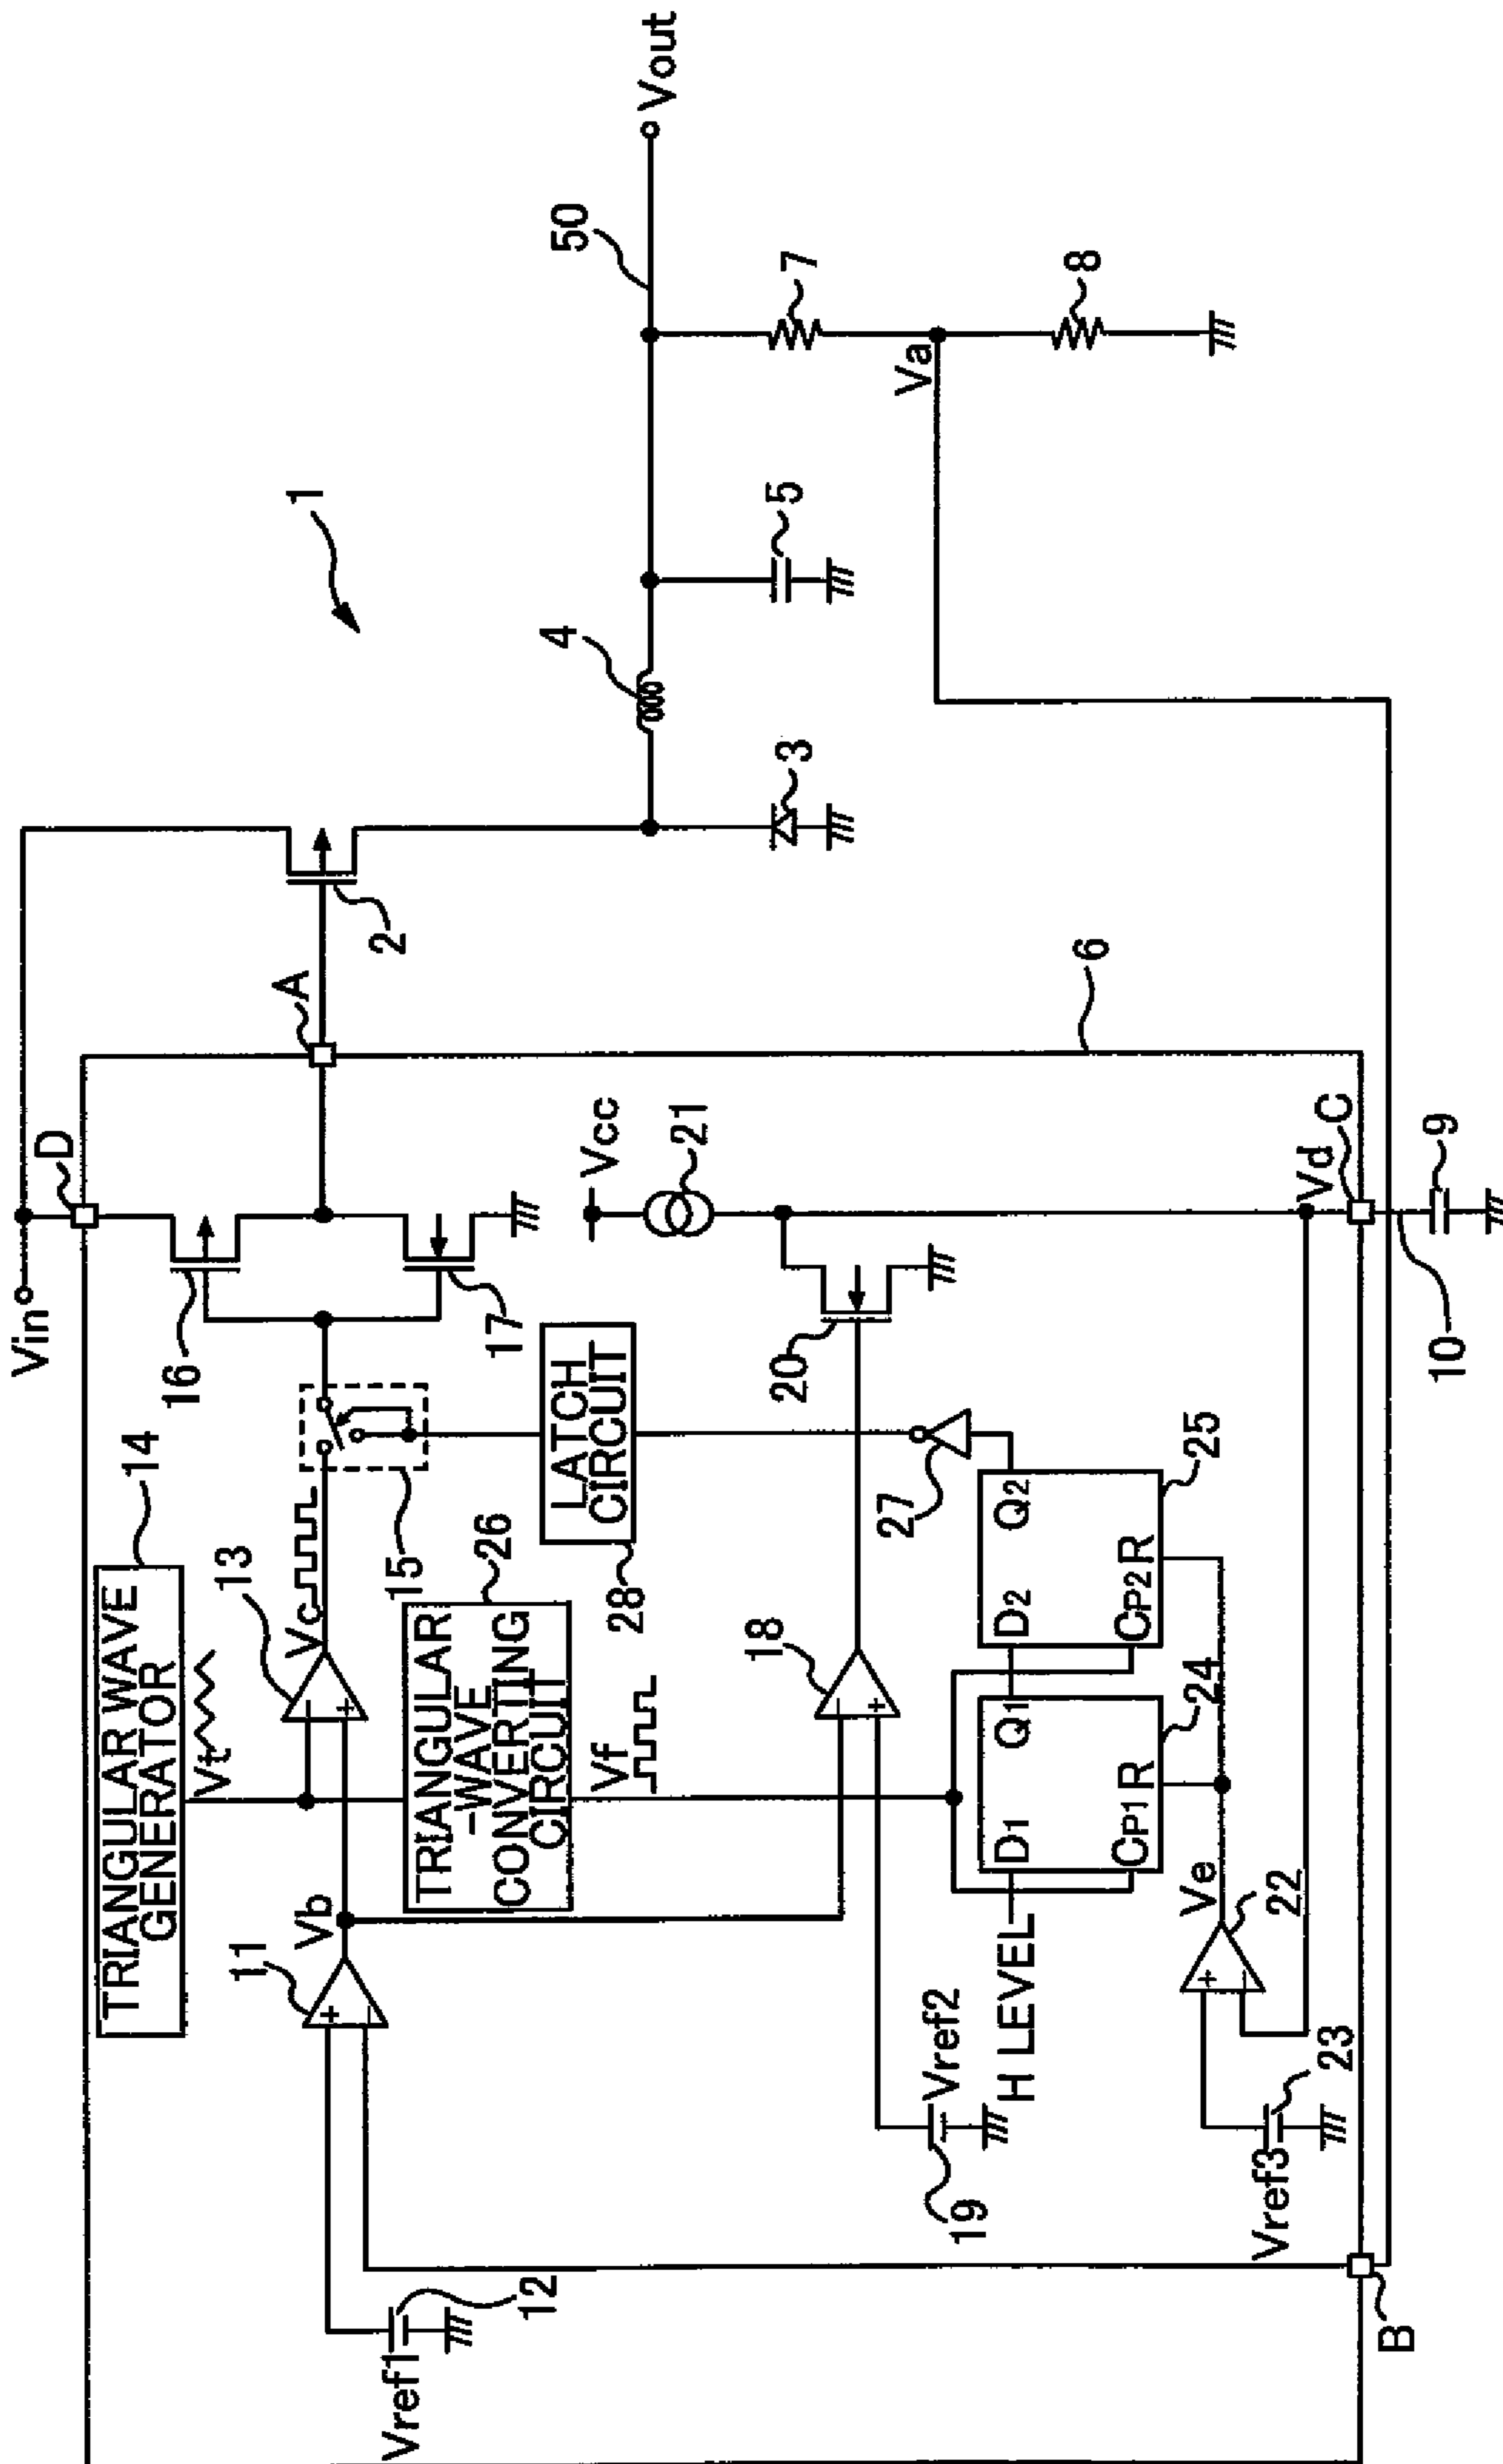 1
Vin
D
A
2
16
17
TRIANGULAR WAVE
GENERATOR
14
Vt
13
Vc
15
11
Vb
Vref1
12
TRIANGULAR
-WAVE
CONVERTING
CIRCUIT
26
Vf
LATCH
CIRCUIT
28
Vcc
21
20
18
Vref2
19
27
H LEVEL
D1
Q1
CP1
R
24
D2
Q2
CP2
R
25
Ve
22
Vref3
23
Vd
C
10
9
B
6
3
4
5
50
Vout
7
Va
8